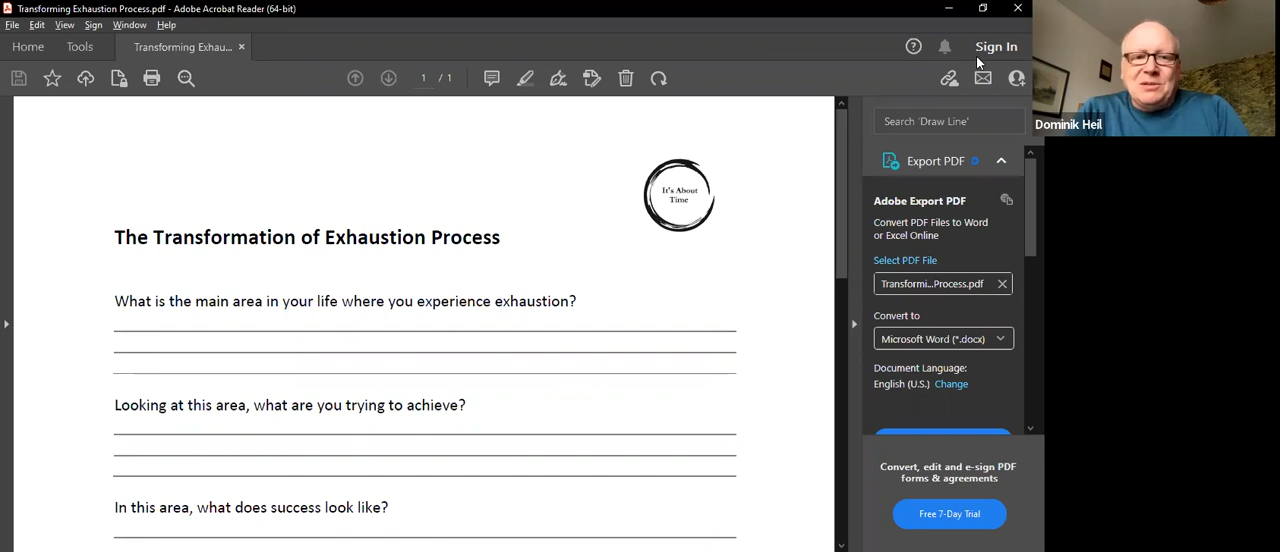 Transforming Exhaustion Process.pdf - Adobe Acrobat Reader (64-bit)
File Edit View Sign Window Help
Home Tools Transforming Exhau... ×
Sign In
1 / 1
Dominik Heil
Search 'Draw Line'
Export PDF
It's About
Time
Adobe Export PDF
Convert PDF Files to Word
or Excel Online
The Transformation of Exhaustion Process
Select PDF File
Transformi...Process.pdf
What is the main area in your life where you experience exhaustion?
Convert to
Microsoft Word (*.docx)
Document Language:
English (U.S.) Change
Looking at this area, what are you trying to achieve?
Convert, edit and e-sign PDF
forms & agreements
In this area, what does success look like?
Free 7-Day Trial